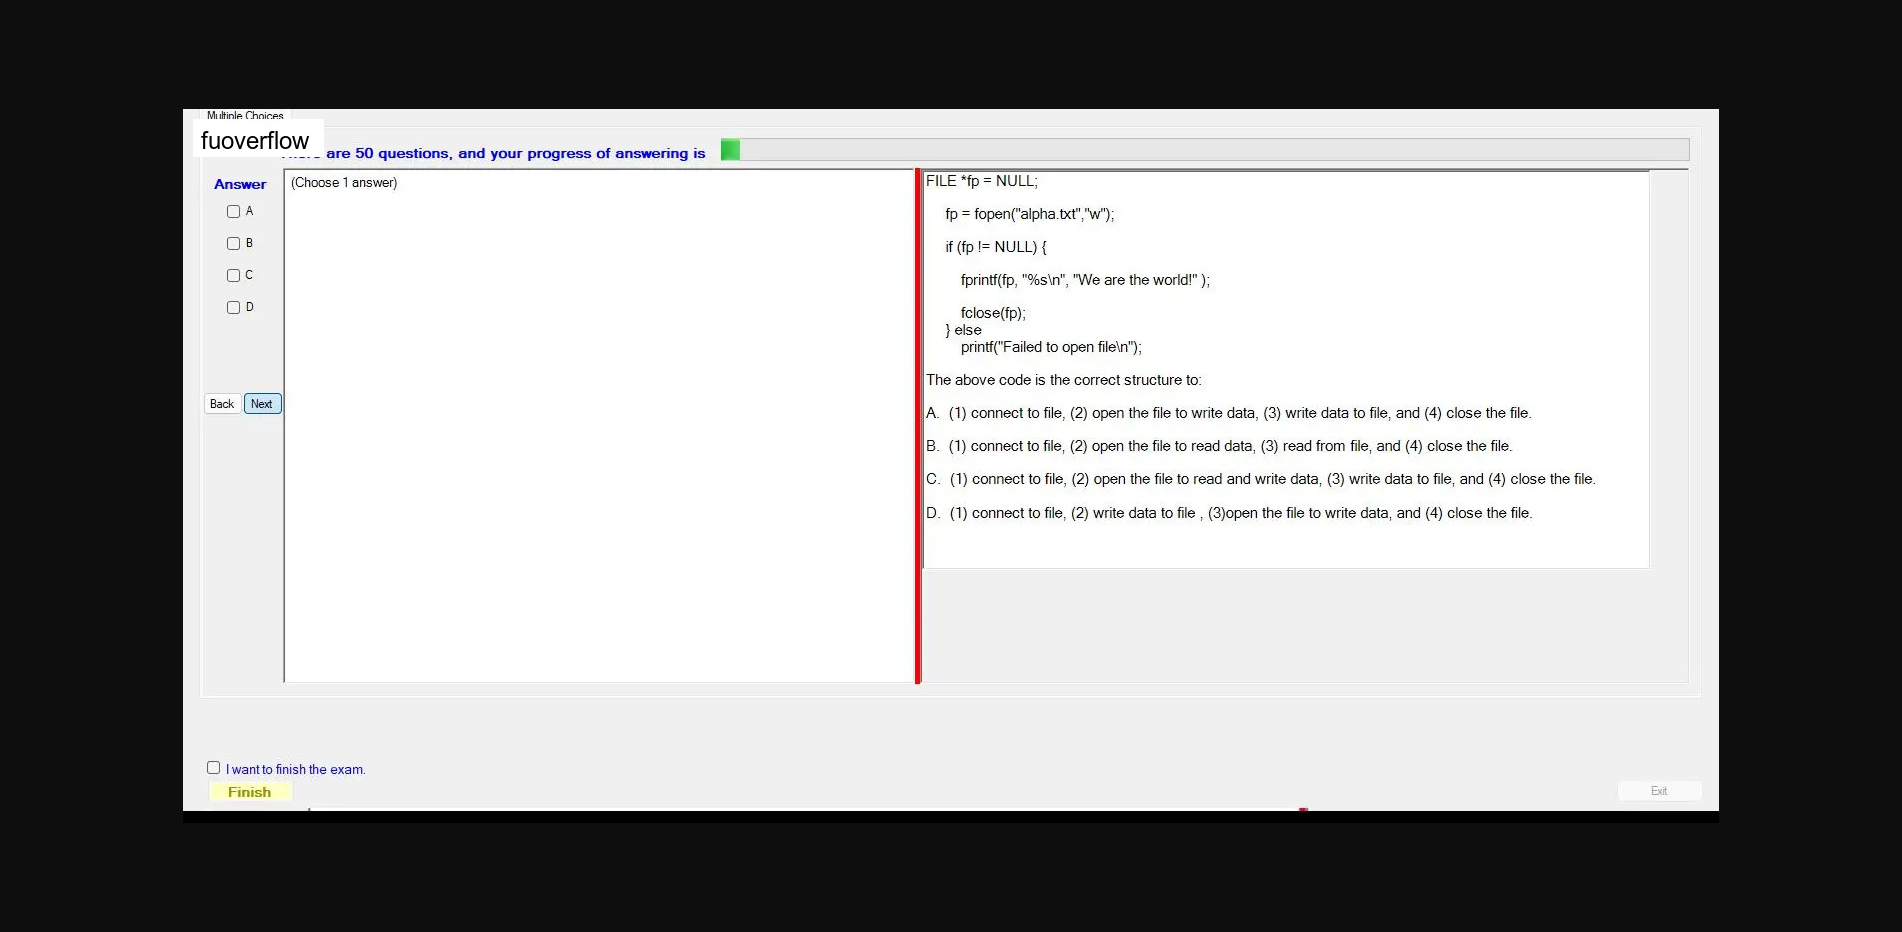 Multiple Choices
fuoverflow
are 50 questions, and your progress of answering is
Answer
(Choose 1 answer)
A
B
C
D
Back Next
FILE *fp = NULL;
fp = fopen("alpha.txt","w");
if (fp != NULL) {
fprintf(fp, "%s\n", "We are the world!" );
fclose(fp);
} else
printf("Failed to open file\n");
The above code is the correct structure to:
A. (1) connect to file, (2) open the file to write data, (3) write data to file, and (4) close the file.
B. (1) connect to file, (2) open the file to read data, (3) read from file, and (4) close the file.
C. (1) connect to file, (2) open the file to read and write data, (3) write data to file, and (4) close the file.
D. (1) connect to file, (2) write data to file , (3)open the file to write data, and (4) close the file.
I want to finish the exam.
Finish
Exit